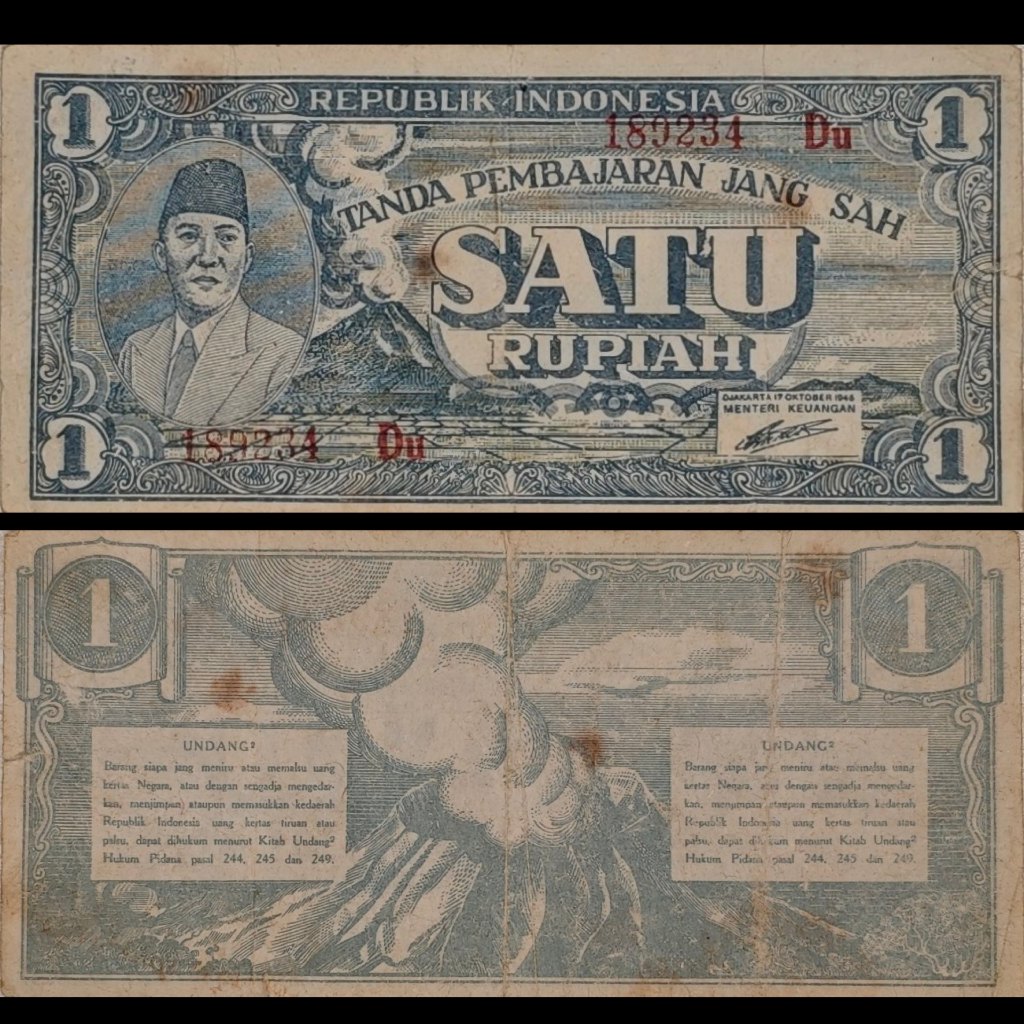 1
REPUBLIK INDONESIA
1
189234 Du
TANDA PEMBAJARAN JANG SAH
SATU
RUPIAH
DJAKARTA 17 OKTOBER 1945
MENTERI KEUANGAN
189234 Du
1
1
1
1
UNDANG²
Barang siapa jang meniru atau memalsu uang
kertas Negara, atau dengan sengadja mengedar-
kan, menjimpan ataupun memasukkan kedaerah
Republik Indonesia uang kertas tiruan atau
palsu, dapat dihukum menurut Kitab Undang²
Hukum Pidana pasal 244, 245 dan 249.
UNDANG²
Barang siapa jang meniru atau memalsu uang
kertas Negara, atau dengan sengadja mengedar-
kan, menjimpan ataupun memasukkan kedaerah
Republik Indonesia uang kertas tiruan atau
palsu, dapat dihukum menurut Kitab Undang²
Hukum Pidana pasal 244, 245 dan 249.